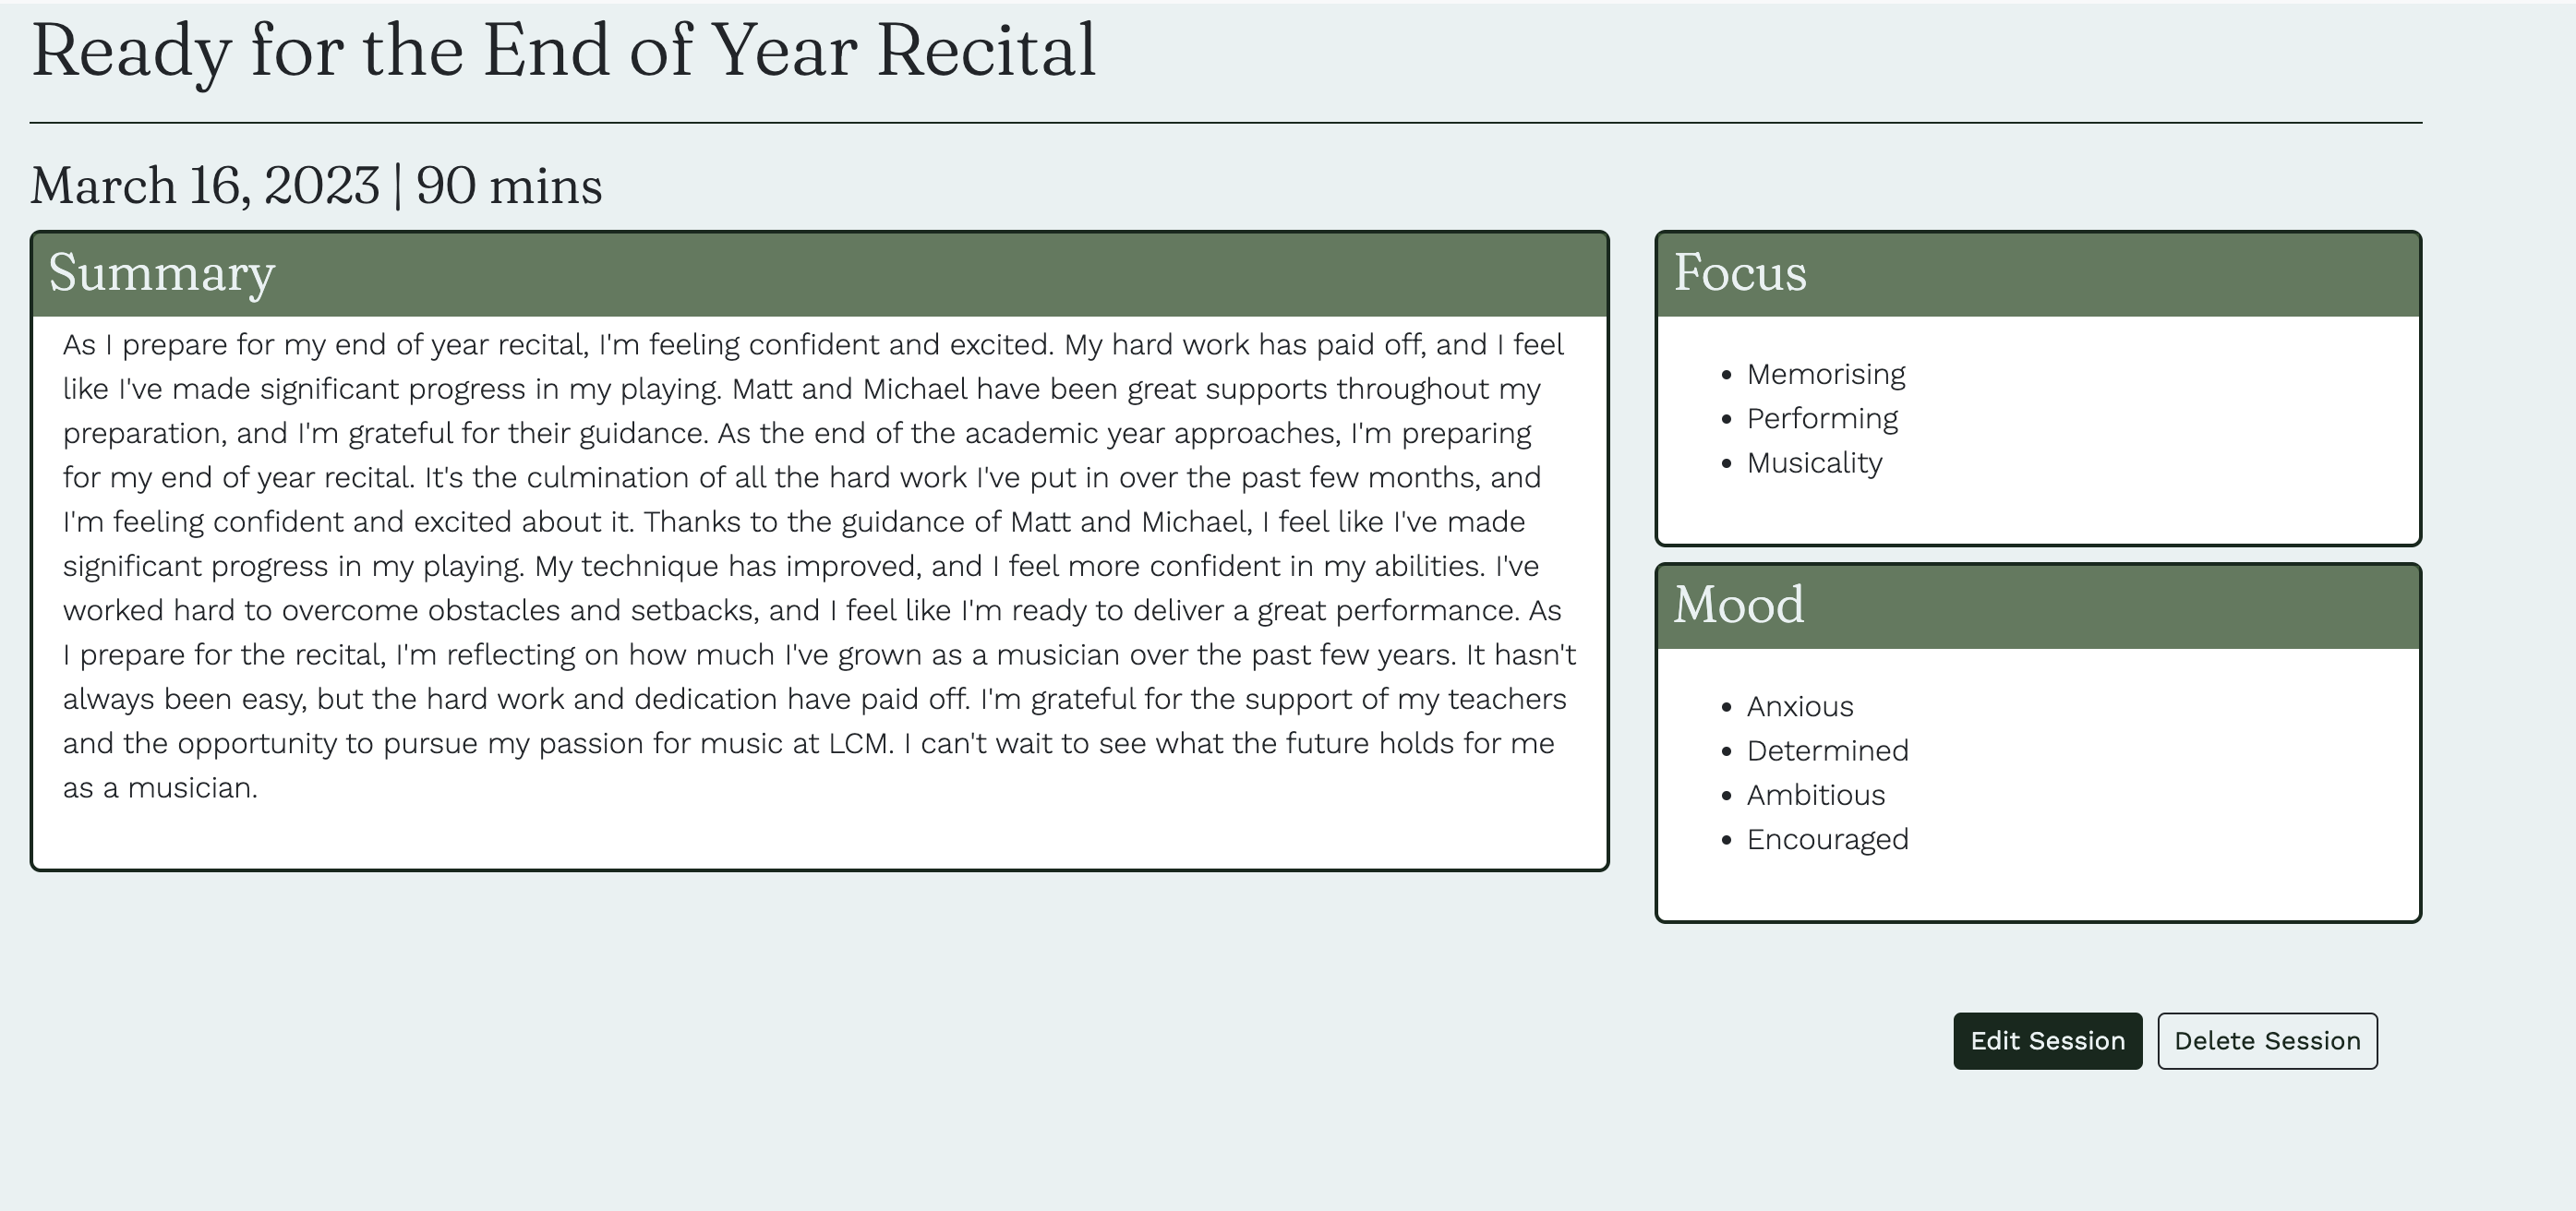 Ready for the End of Year Recital
March 16, 2023 | 90 mins
Summary
As I prepare for my end of year recital, I'm feeling confident and excited. My hard work has paid off, and I feel
like I've made significant progress in my playing. Matt and Michael have been great supports throughout my
preparation, and I'm grateful for their guidance. As the end of the academic year approaches, I'm preparing
for my end of year recital. It's the culmination of all the hard work I've put in over the past few months, and
I'm feeling confident and excited about it. Thanks to the guidance of Matt and Michael, I feel like I've made
significant progress in my playing. My technique has improved, and I feel more confident in my abilities. I've
worked hard to overcome obstacles and setbacks, and I feel like I'm ready to deliver a great performance. As
I prepare for the recital, I'm reflecting on how much I've grown as a musician over the past few years. It hasn't
always been easy, but the hard work and dedication have paid off. I'm grateful for the support of my teachers
and the opportunity to pursue my passion for music at LCM. I can't wait to see what the future holds for me
as a musician.
Focus
• Memorising
• Performing
• Musicality
Mood
• Anxious
• Determined
• Ambitious
• Encouraged
Edit Session
Delete Session